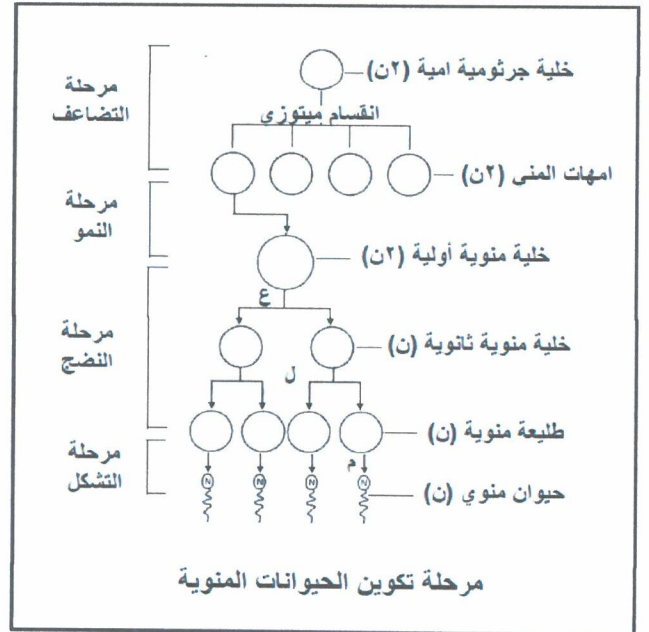 خلية جرثومية امية (٢ن)
مرحلة
التضاعف
انقسام ميتوزي
امهات المنى (٢ن)
مرحلة
النمو
خلية منوية أولية (٢ن)
ع
مرحلة
النضج
خلية منوية ثانوية (ن)
ل
طليعة منوية (ن)
مرحلة
التشكل
م
حيوان منوي (ن)
N N N N
مرحلة تكوين الحيوانات المنوية